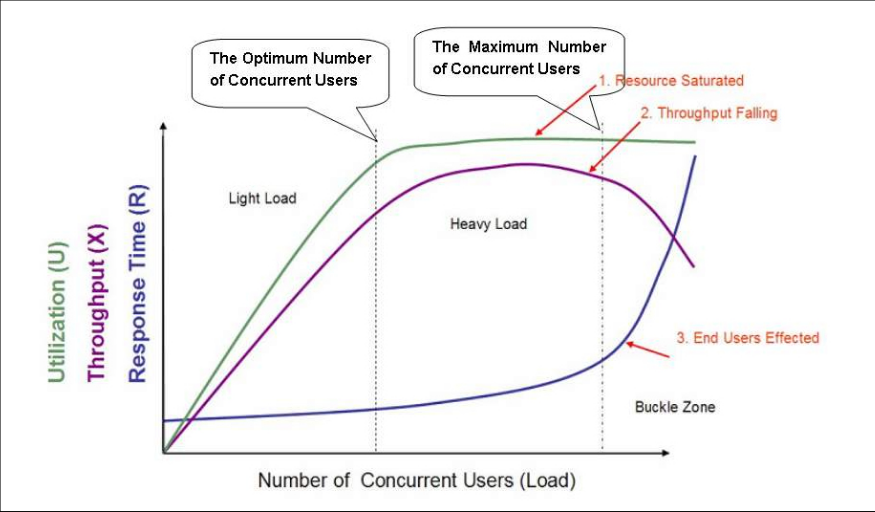 The Optimum Number
of Concurrent Users
The Maximum Number
of Concurrent Users
1. Resource Saturated
2. Throughput Falling
Light Load
Heavy Load
Utilization (U)
Throughput (X)
Response Time (R)
3. End Users Effected
Buckle Zone
Number of Concurrent Users (Load)